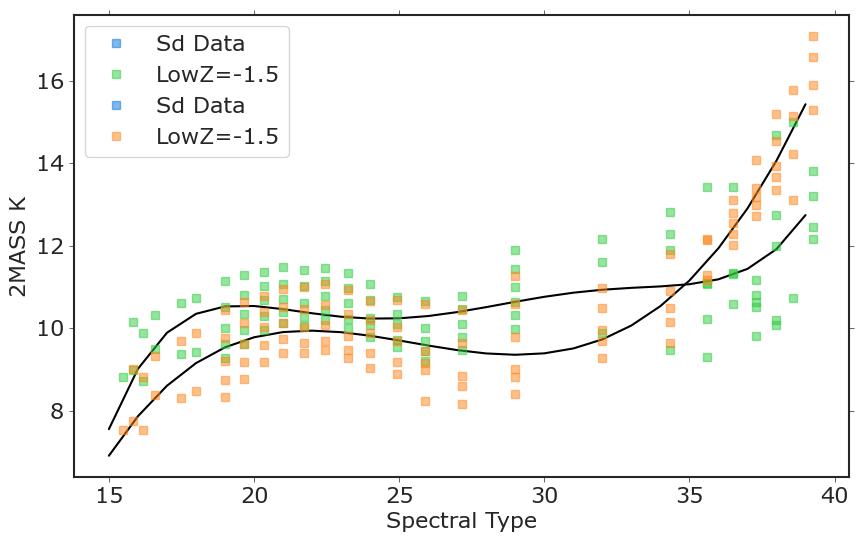 Sd Data
LowZ=-1.5
Sd Data
LowZ=-1.5
16
14
12
10
8
2MASS K
15 20 25 30 35 40
Spectral Type